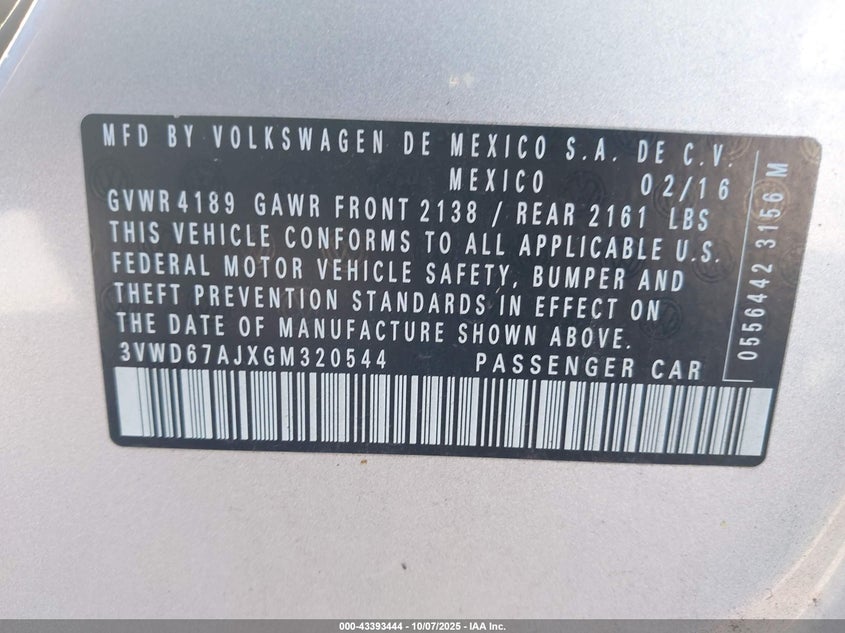 MFD BY VOLKSWAGEN DE MEXICO S.A. DE C.V.
MEXICO 02/16
GVWR 4189 GAWR FRONT 2138 / REAR 2161 LBS
THIS VEHICLE CONFORMS TO ALL APPLICABLE U.S.
FEDERAL MOTOR VEHICLE SAFETY, BUMPER AND
THEFT PREVENTION STANDARDS IN EFFECT ON
THE DATE OF MANUFACTURE SHOWN ABOVE.
3VWD67AJXGM320544 PASSENGER CAR
0556442 3156 M
000-43393444 - 10/07/2025 - IAA Inc.